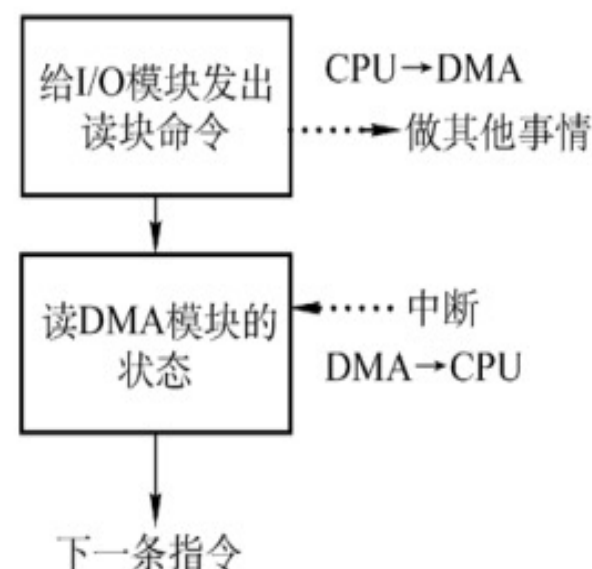 给I/O模块发出
读块命令
CPU→DMA
做其他事情
读DMA模块的
状态
中断
DMA→CPU
下一条指令